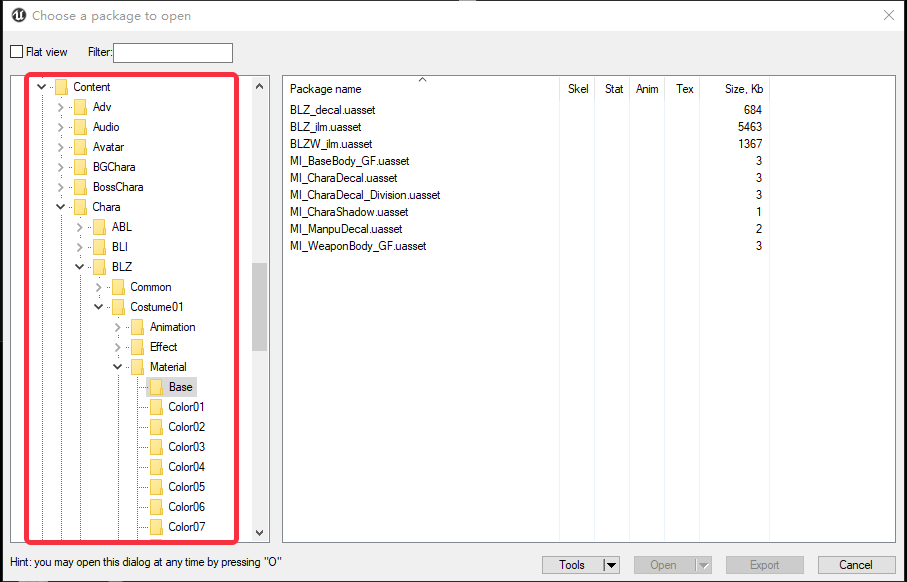 Choose a package to open
Flat view Filter:
Content
Adv
Audio
Avatar
BGChara
BossChara
Chara
ABL
BLI
BLZ
Common
Costume01
Animation
Effect
Material
Base
Color01
Color02
Color03
Color04
Color05
Color06
Color07
Package name Skel Stat Anim Tex Size, Kb
BLZ_decal.uasset 684
BLZ_ilm.uasset 5463
BLZW_ilm.uasset 1367
MI_BaseBody_GF.uasset 3
MI_CharaDecal.uasset 3
MI_CharaDecal_Division.uasset 3
MI_CharaShadow.uasset 1
MI_ManpuDecal.uasset 2
MI_WeaponBody_GF.uasset 3
Hint: you may open this dialog at any time by pressing "O"
Tools Open Export Cancel